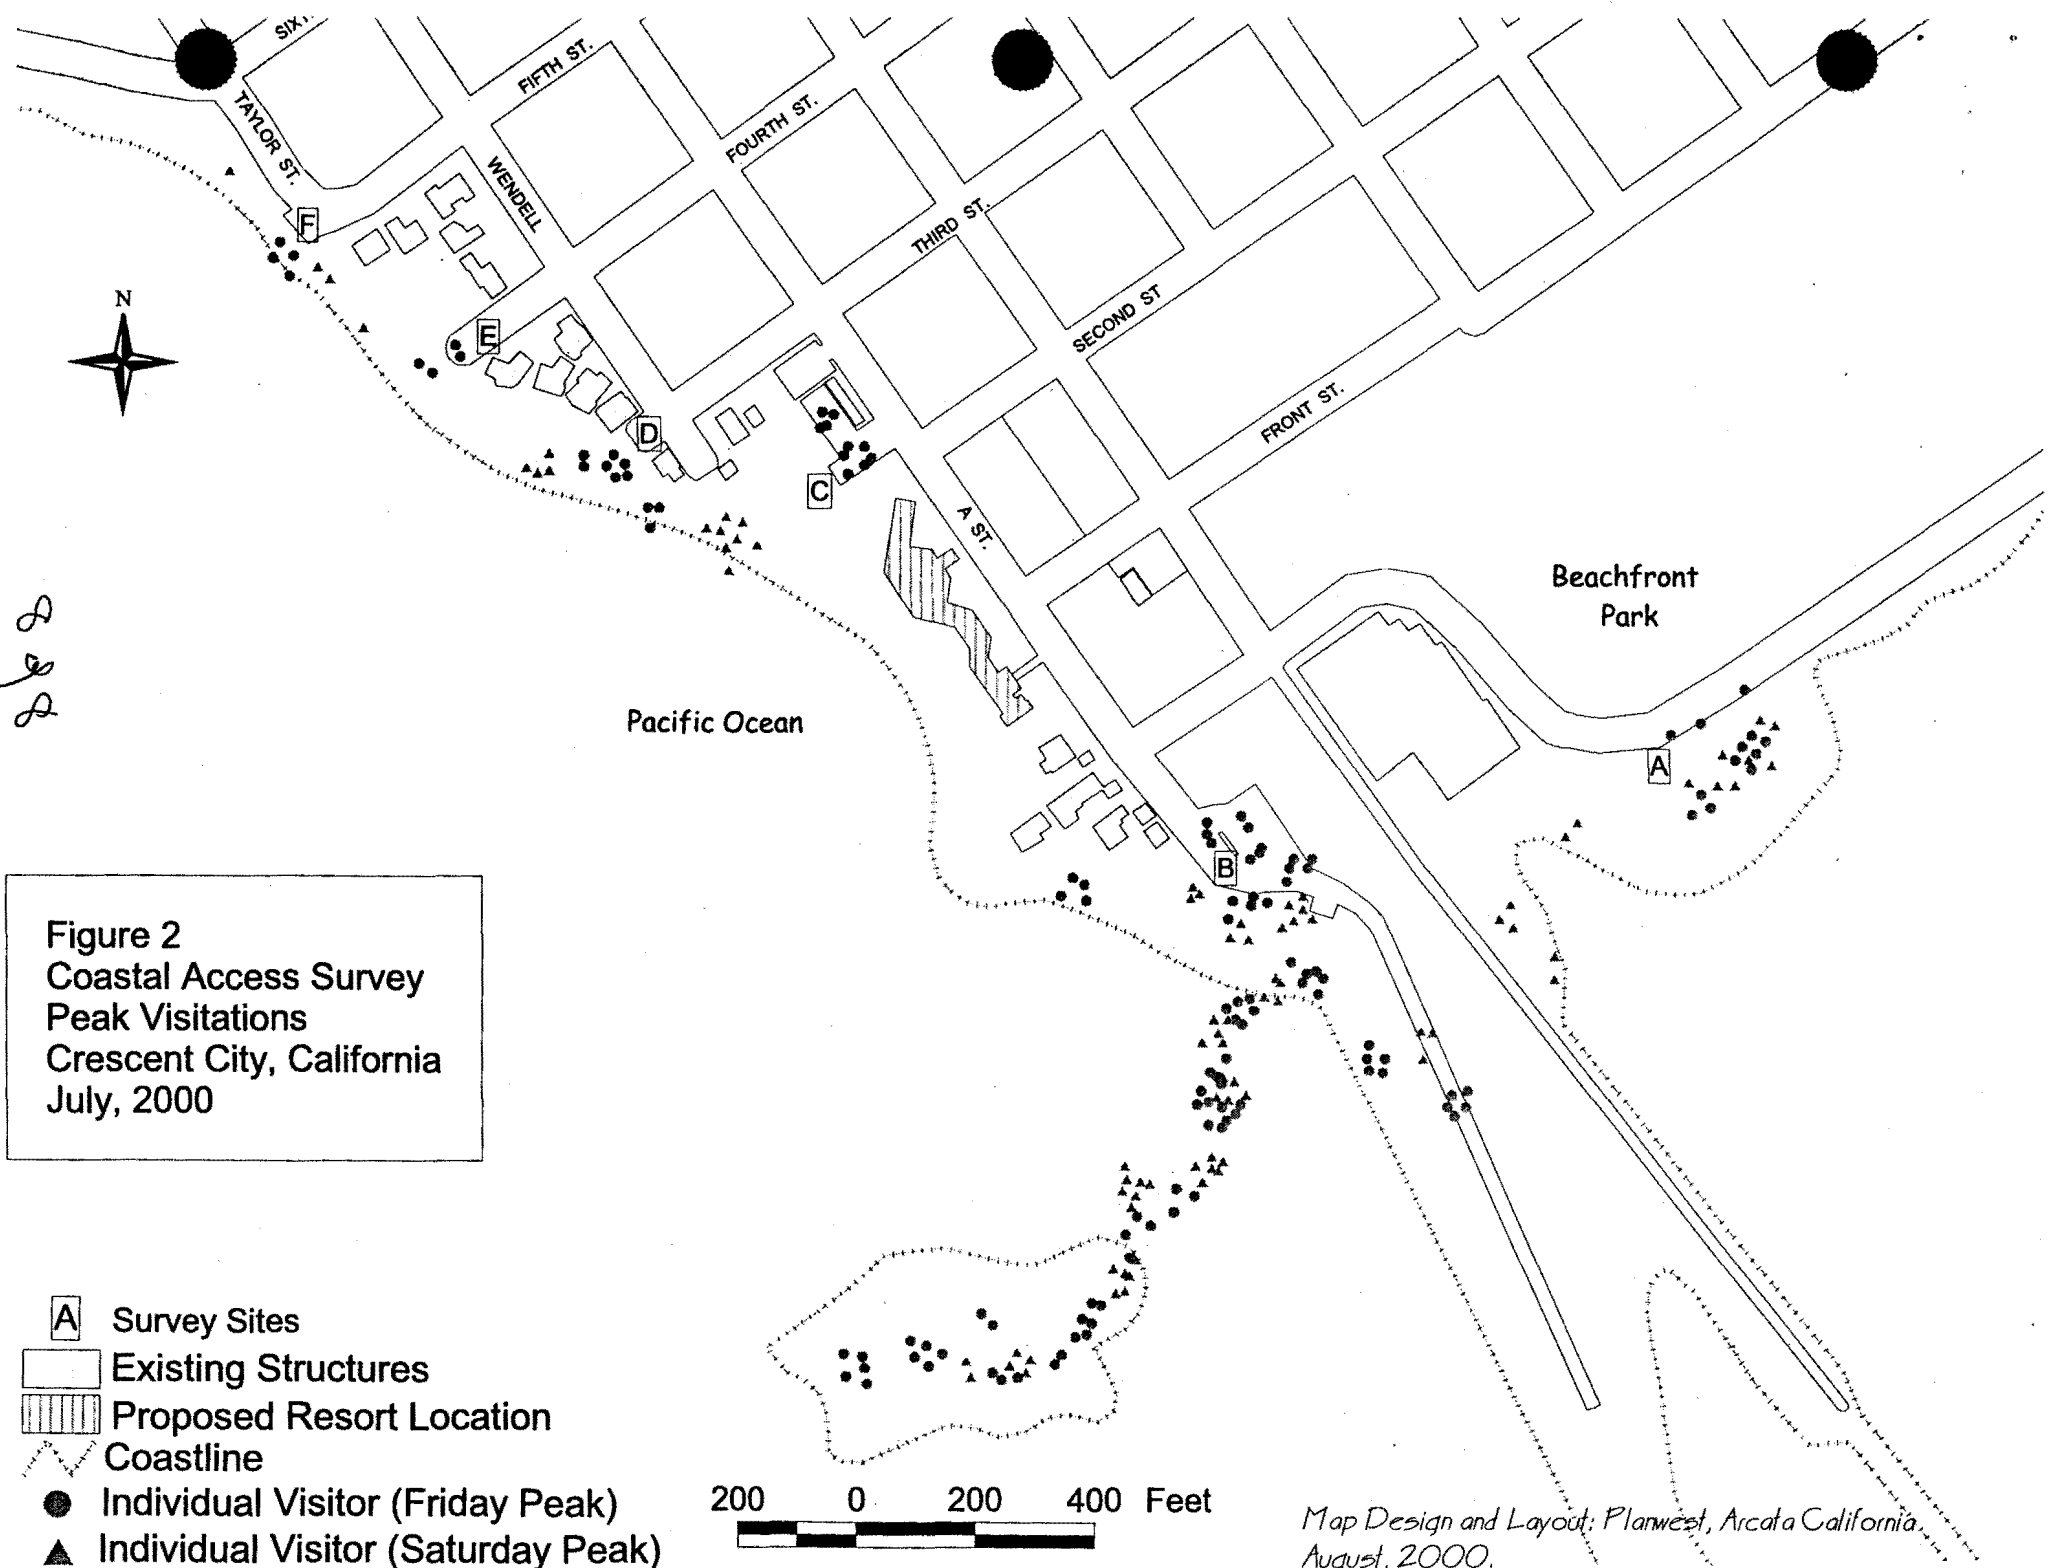 SIXT
TAYLOR ST.
FIFTH ST.
WENDELL
FOURTH ST.
THIRD ST.
SECOND ST
FRONT ST.
A ST.
F
N
E
D
C
Beachfront
Park
Pacific Ocean
A
B
Figure 2
Coastal Access Survey
Peak Visitations
Crescent City, California
July, 2000
A Survey Sites
Existing Structures
Proposed Resort Location
Coastline
Individual Visitor (Friday Peak)
Individual Visitor (Saturday Peak)
200 0 200 400 Feet
Map Design and Layout: Planwest, Arcata California.
August, 2000.